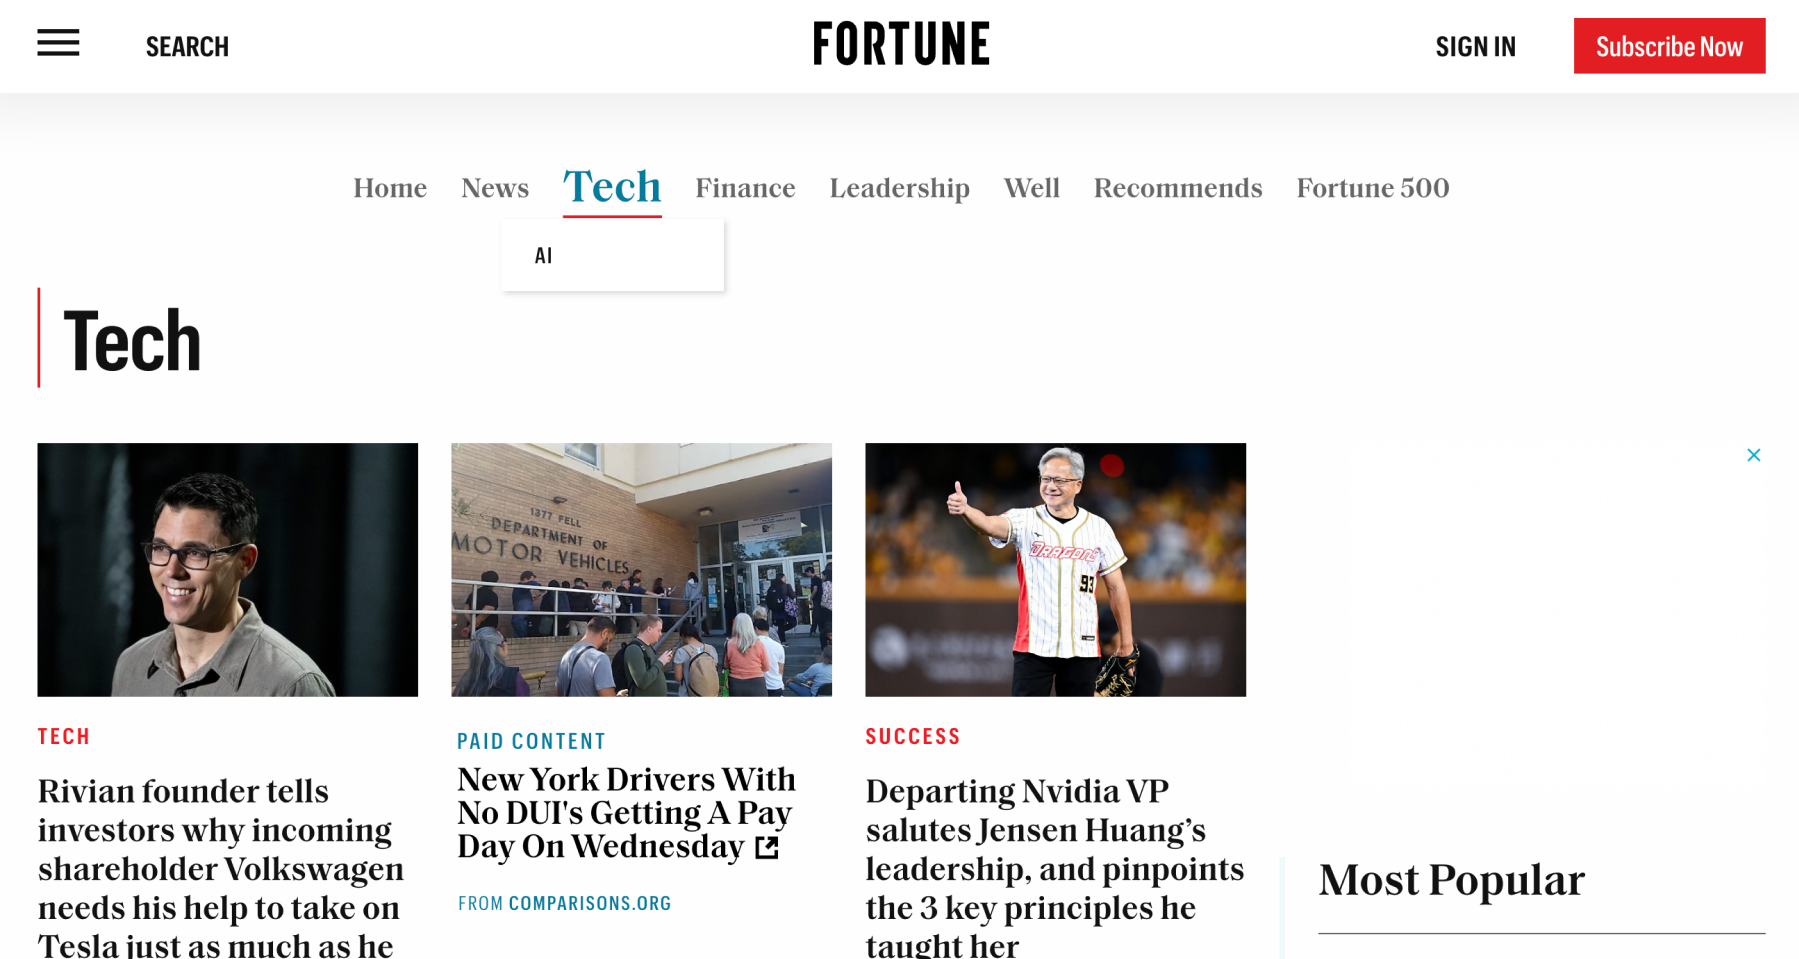 SEARCH
FORTUNE
SIGN IN
Subscribe Now
Home
News
Tech
Finance
Leadership
Well
Recommends
Fortune 500
AI
Tech
TECH
Rivian founder tells
investors why incoming
shareholder Volkswagen
needs his help to take on
Tesla just as much as he
1377 FELL
DEPARTMENT OF
MOTOR VEHICLES
PAID CONTENT
New York Drivers With
No DUI's Getting A Pay
Day On Wednesday
FROM COMPARISONS.ORG
DRAGONS
93
SUCCESS
Departing Nvidia VP
salutes Jensen Huang’s
leadership, and pinpoints
the 3 key principles he
taught her
Most Popular